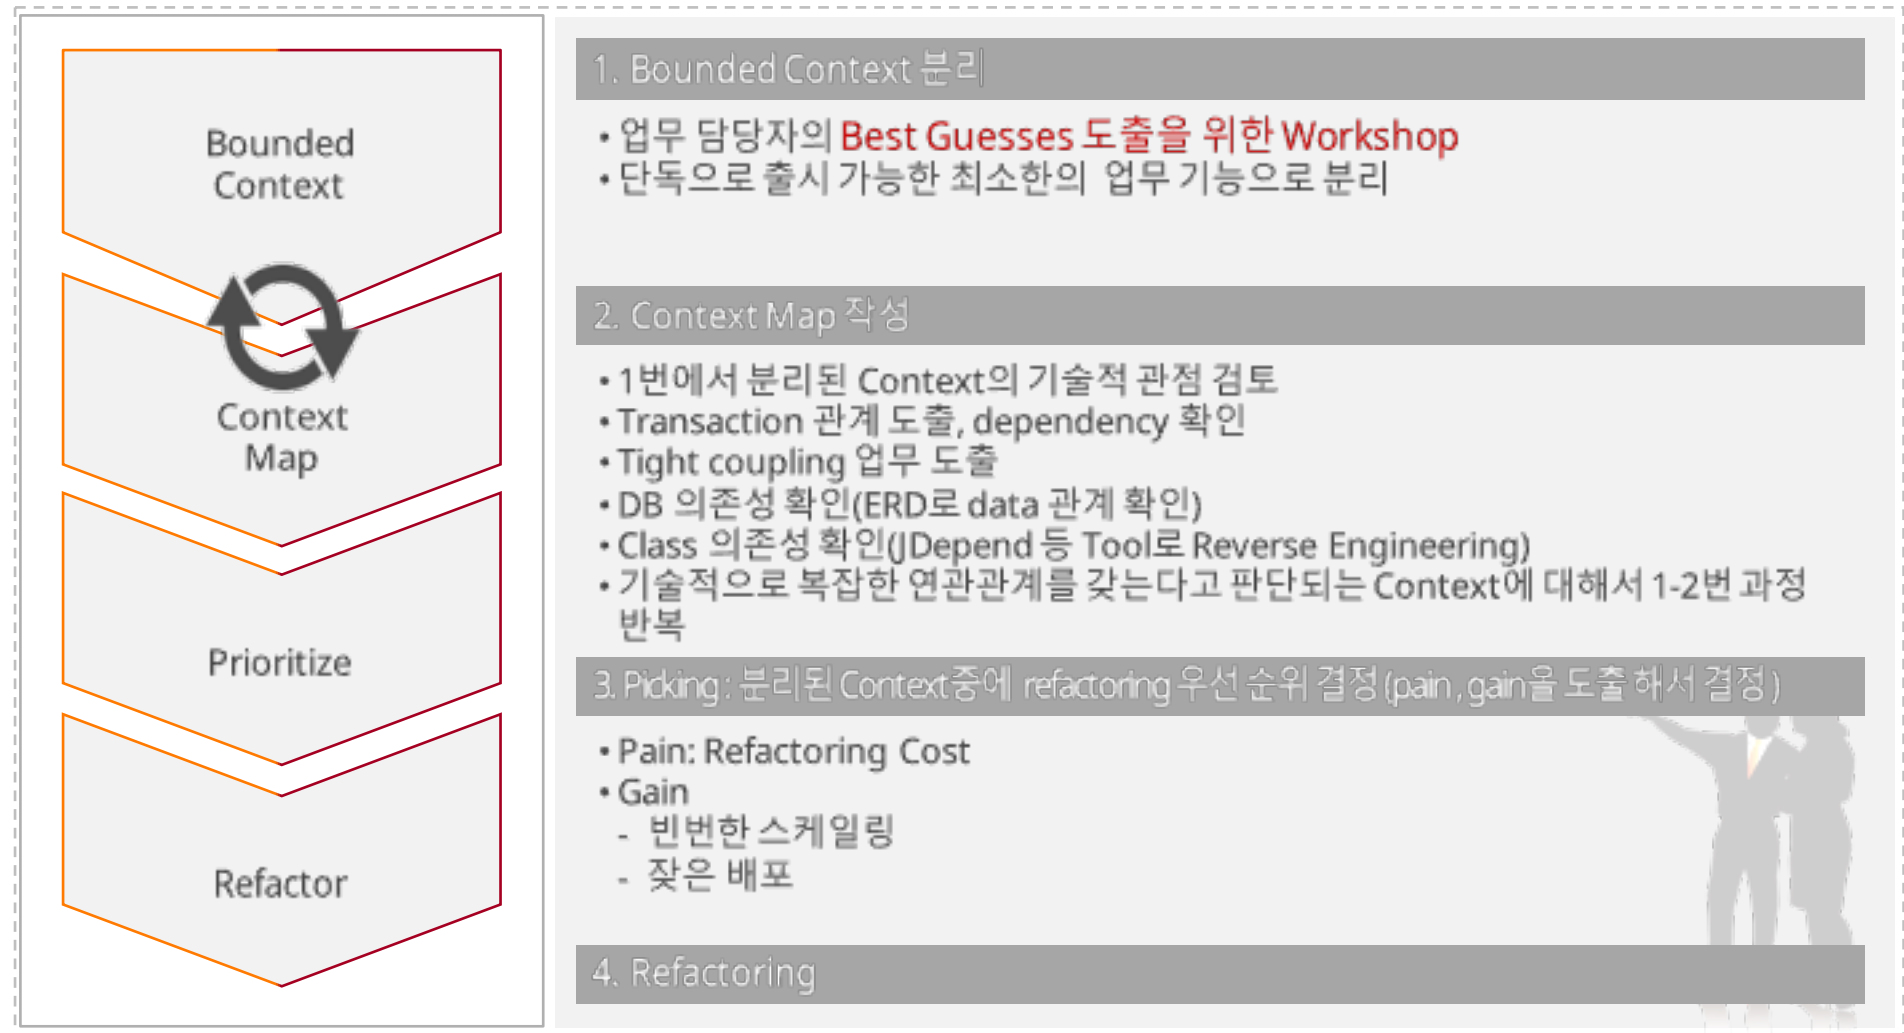 Bounded
Context
Context
Map
Prioritize
Refactor
1. Bounded Context 분리
• 업무 담당자의 Best Guesses 도출을 위한 Workshop
• 단독으로 출시 가능한 최소한의 업무 기능으로 분리
2. Context Map 작성
• 1번에서 분리된 Context의 기술적 관점 검토
• Transaction 관계 도출, dependency 확인
• Tight coupling 업무 도출
• DB 의존성 확인(ERD로 data 관계 확인)
• Class 의존성 확인(JDepend 등 Tool로 Reverse Engineering)
• 기술적으로 복잡한 연관관계를 갖는다고 판단되는 Context에 대해서 1-2번 과정
반복
3. Picking : 분리된 Context중에 refactoring 우선 순위 결정 (pain , gain을 도출 해서 결정 )
• Pain: Refactoring Cost
• Gain
- 빈번한 스케일링
- 잦은 배포
4. Refactoring